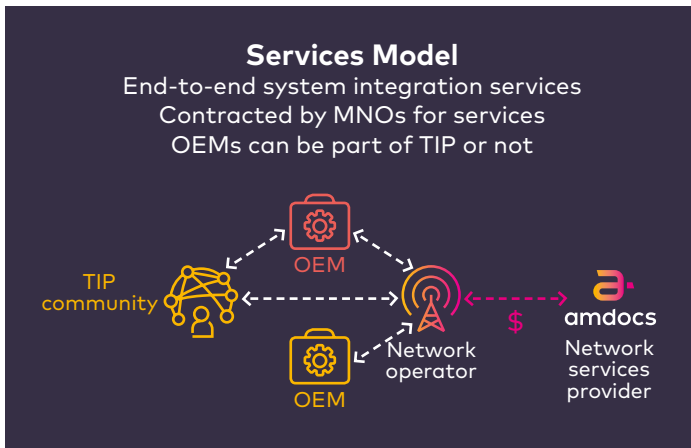 Services Model
End-to-end system integration services
Contracted by MNOs for services
OEMs can be part of TIP or not
OEM
TIP
community
$
amdocs
Network
operator
Network
services
provider
OEM